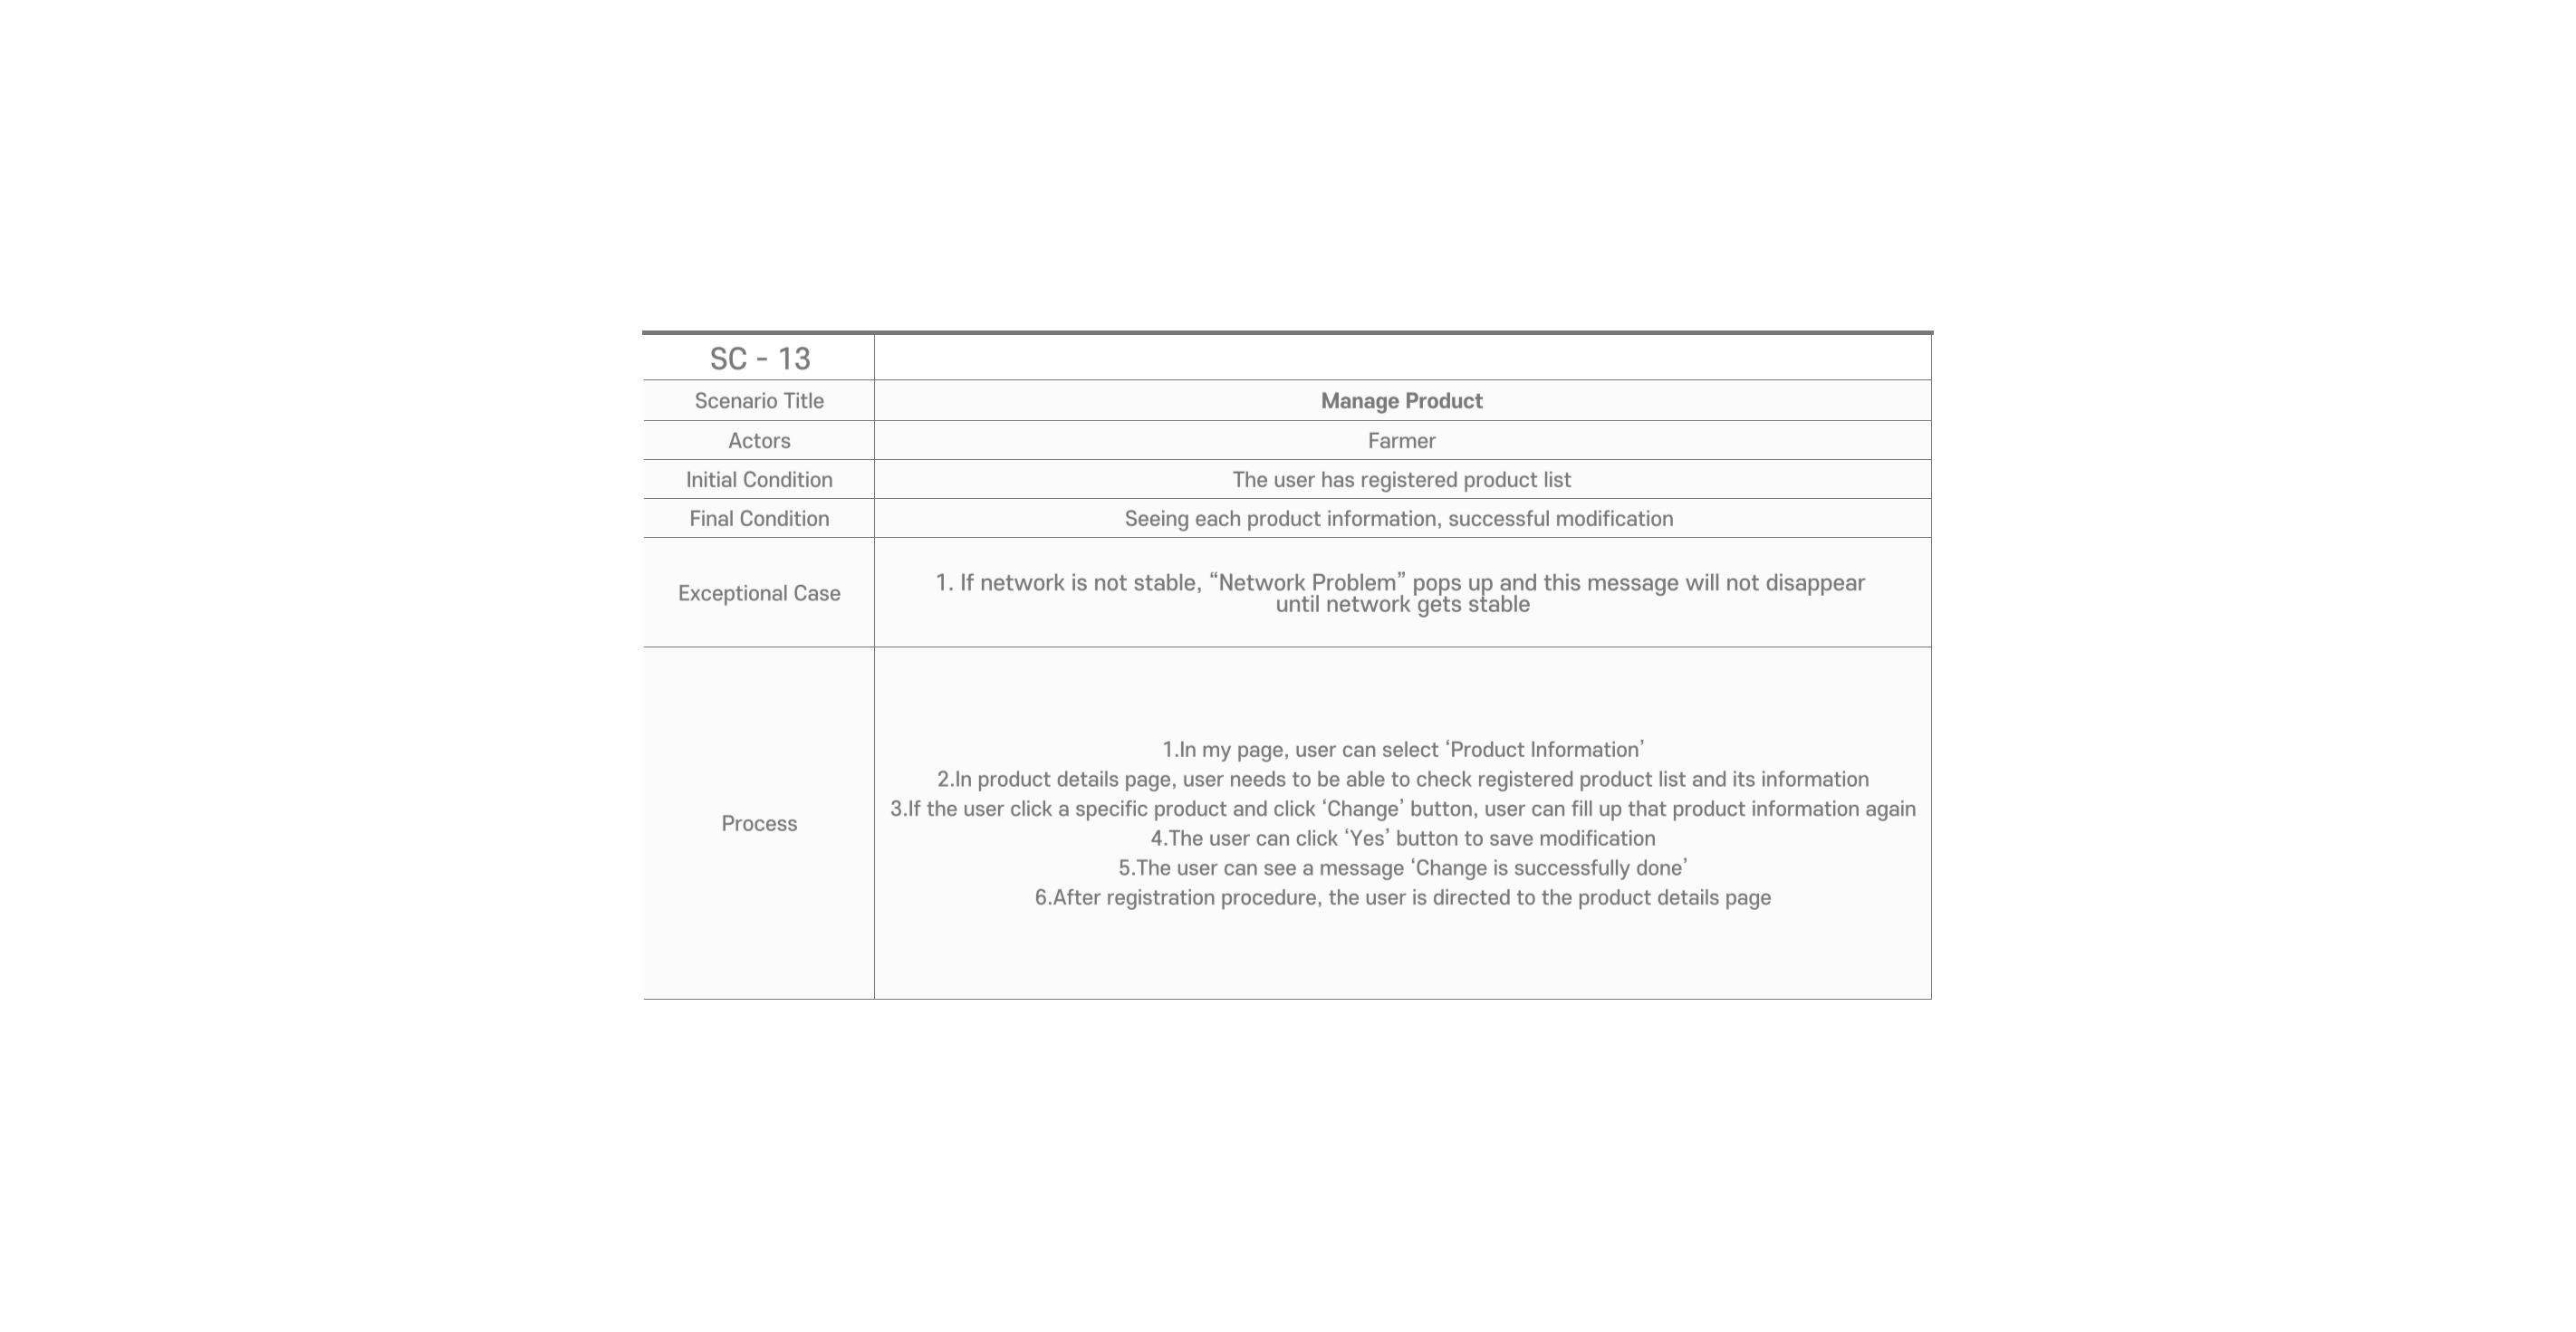 SC - 13
Scenario Title
Manage Product
Actors
Farmer
Initial Condition
The user has registered product list
Final Condition
Seeing each product information, successful modification
Exceptional Case
1. If network is not stable, “Network Problem” pops up and this message will not disappear
until network gets stable
Process
1.In my page, user can select ‘Product Information’
2.In product details page, user needs to be able to check registered product list and its information
3.If the user click a specific product and click ‘Change’ button, user can fill up that product information again
4.The user can click ‘Yes’ button to save modification
5.The user can see a message ‘Change is successfully done’
6.After registration procedure, the user is directed to the product details page